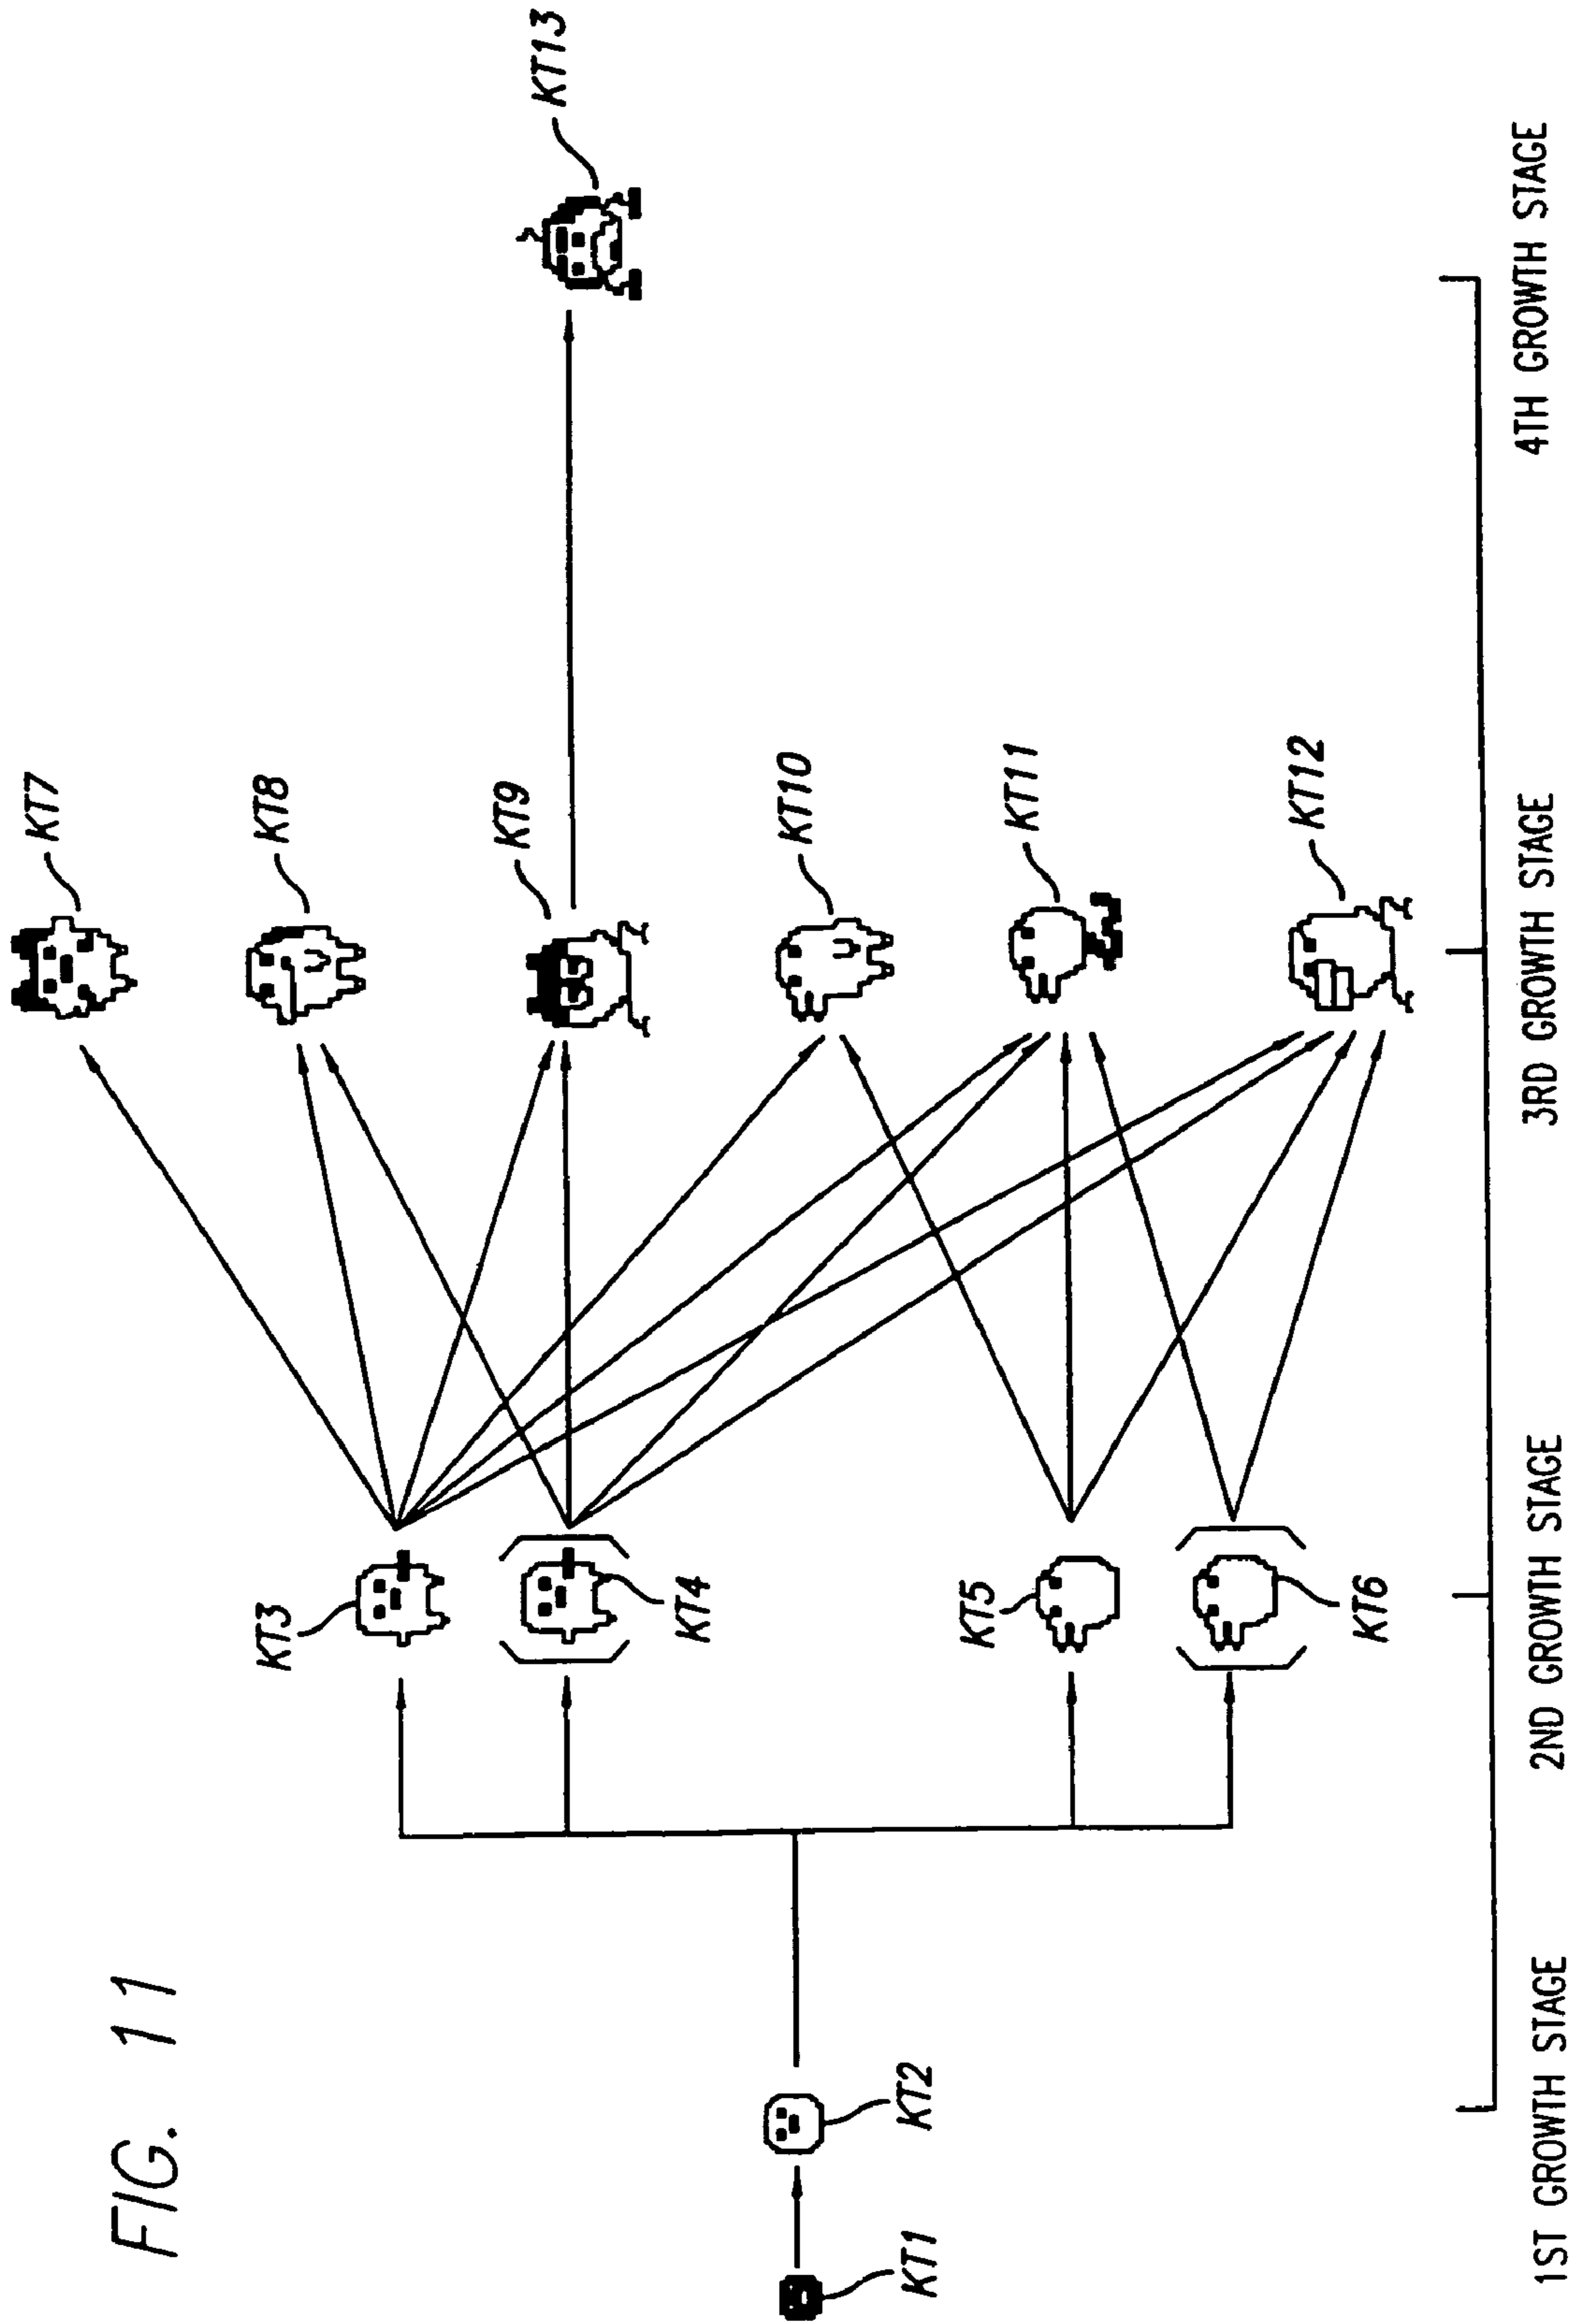 FIG. 11
KT1
KT2
KT3
KT4
KT5
KT6
KT7
KT8
KT9
KT10
KT11
KT12
KT13
1ST GROWTH STAGE
2ND GROWTH STAGE
3RD GROWTH STAGE
4TH GROWTH STAGE